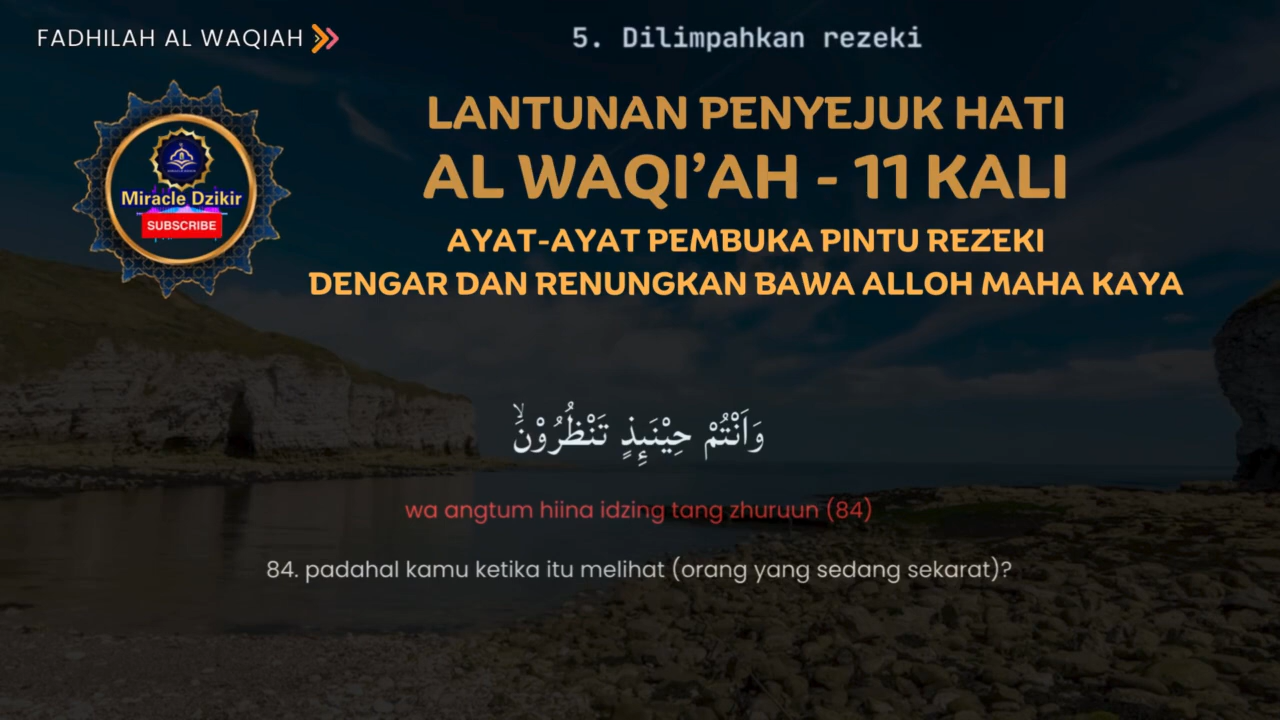 FADHILAH AL WAQIAH
5. Dilimpahkan rezeki
LANTUNAN PENYEJUK HATI
AL WAQI’AH - 11 KALI
AYAT-AYAT PEMBUKA PINTU REZEKI
DENGAR DAN RENUNGKAN BAWA ALLOH MAHA KAYA
Miracle Dzikir
SUBSCRIBE
وَاَنْتُمْ حِيْنَىِٕذٍ تَنْظُرُوْنَۙ
wa angtum hiina idzing tang zhuruun (84)
84. padahal kamu ketika itu melihat (orang yang sedang sekarat)?